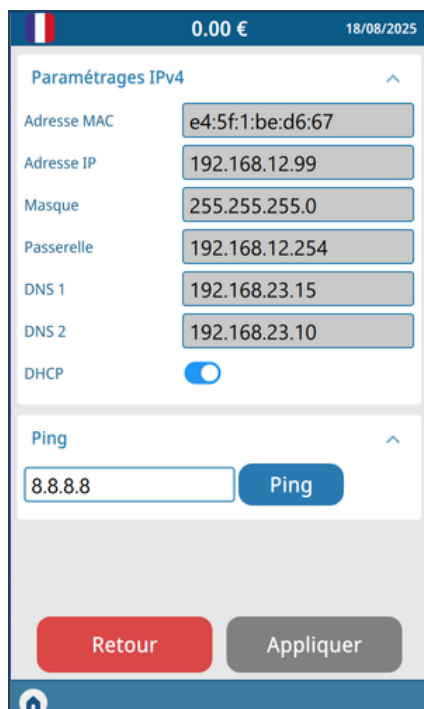 0.00 €
18/08/2025
Paramétrages IPv4
Adresse MAC
e4:5f:1:be:d6:67
Adresse IP
192.168.12.99
Masque
255.255.255.0
Passerelle
192.168.12.254
DNS 1
192.168.23.15
DNS 2
192.168.23.10
DHCP
Ping
8.8.8.8
Ping
Retour
Appliquer